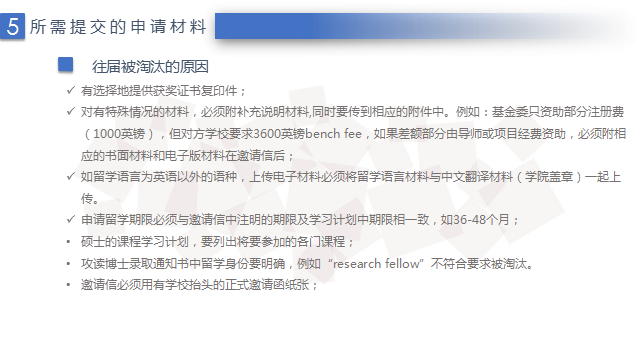 5 所需提交的申请材料
往届被淘汰的原因
✓ 有选择地提供获奖证书复印件；
✓ 对有特殊情况的材料，必须附补充说明材料,同时要传到相应的附件中。例如：基金委只资助部分注册费
（1000英镑），但对方学校要求3600英镑bench fee，如果差额部分由导师或项目经费资助，必须附相
应的书面材料和电子版材料在邀请信后；
✓ 如留学语言为英语以外的语种，上传电子材料必须将留学语言材料与中文翻译材料（学院盖章）一起上
传。
✓ 申请留学期限必须与邀请信中注明的期限及学习计划中期限相一致，如36-48个月；
• 硕士的课程学习计划，要列出将要参加的各门课程；
• 攻读博士录取通知书中留学身份要明确，例如“research fellow”不符合要求被淘汰。
• 邀请信必须用有学校抬头的正式邀请函纸张；